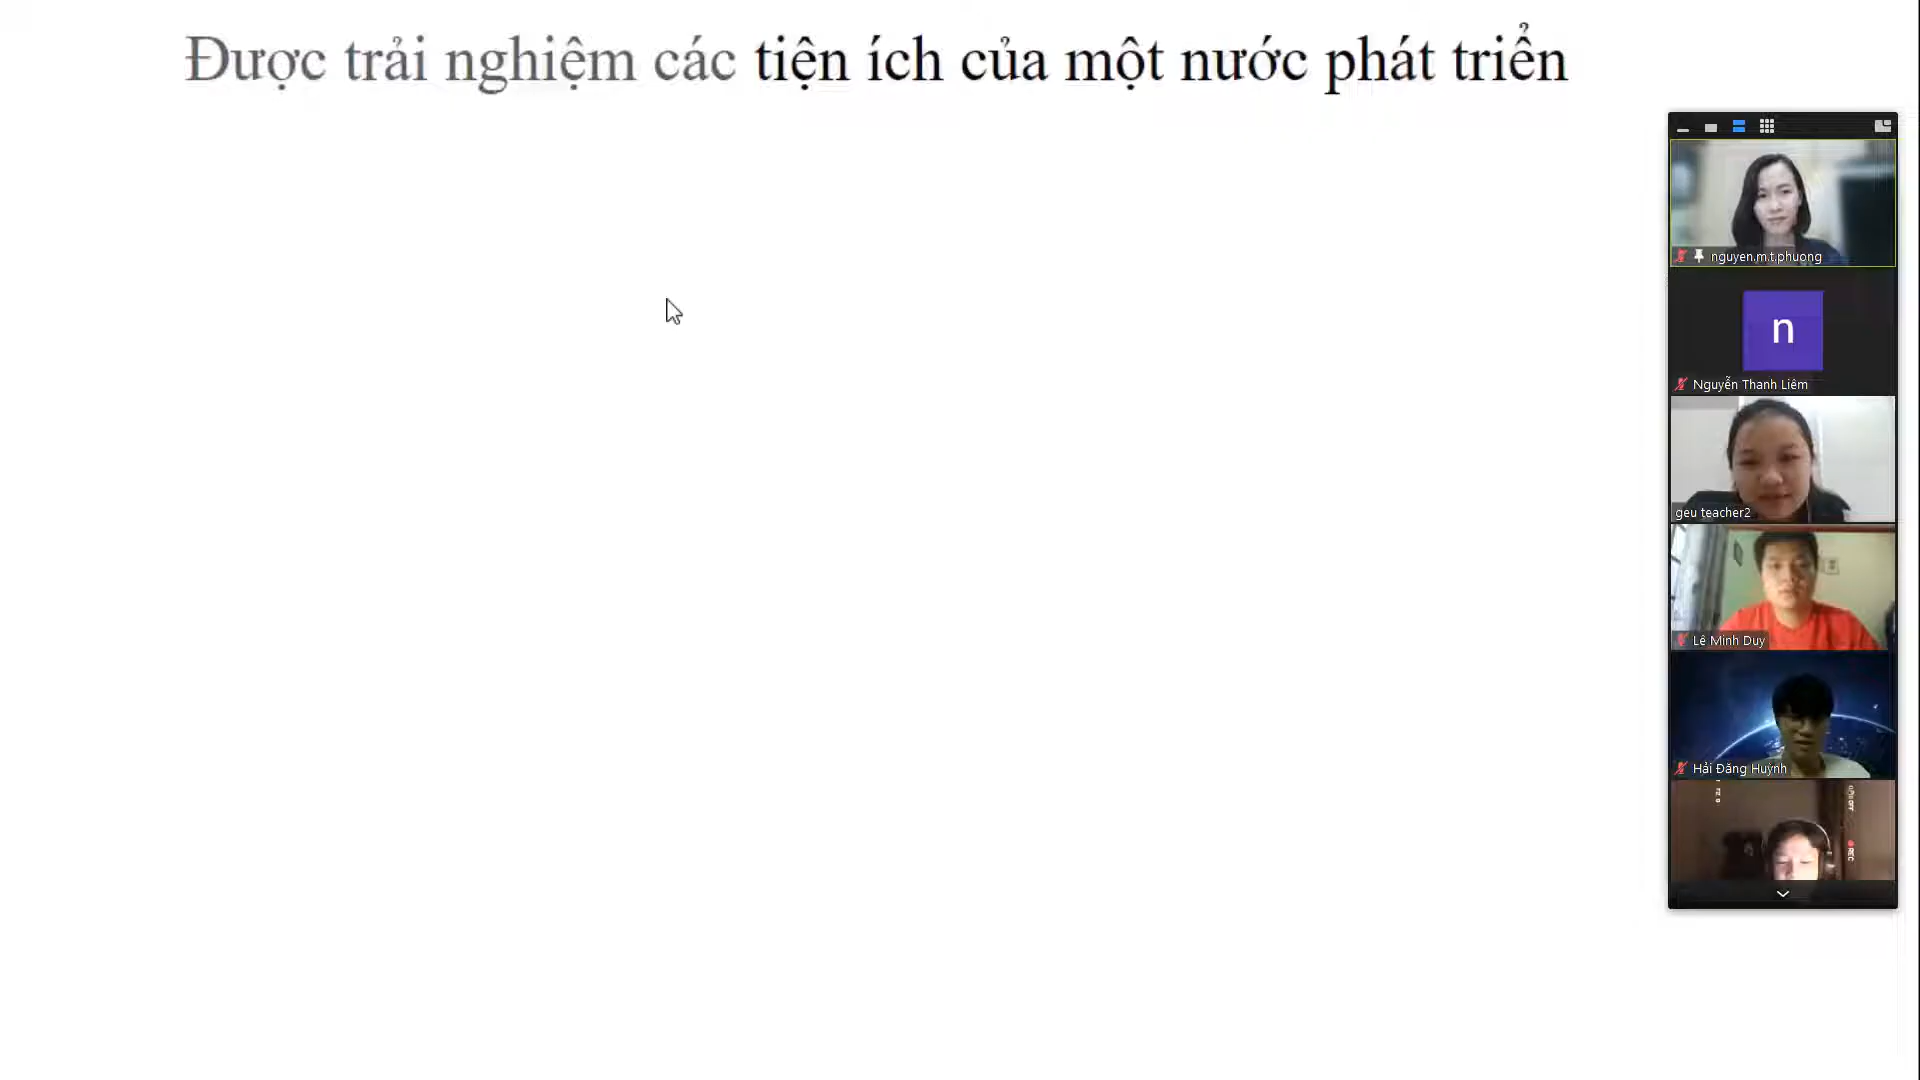 Được trải nghiệm các tiện ích của một nước phát triển
nguyen.m.t.phuong
n
Nguyễn Thanh Liêm
geu teacher2
Lê Minh Duy
Hải Đăng Huỳnh
REC